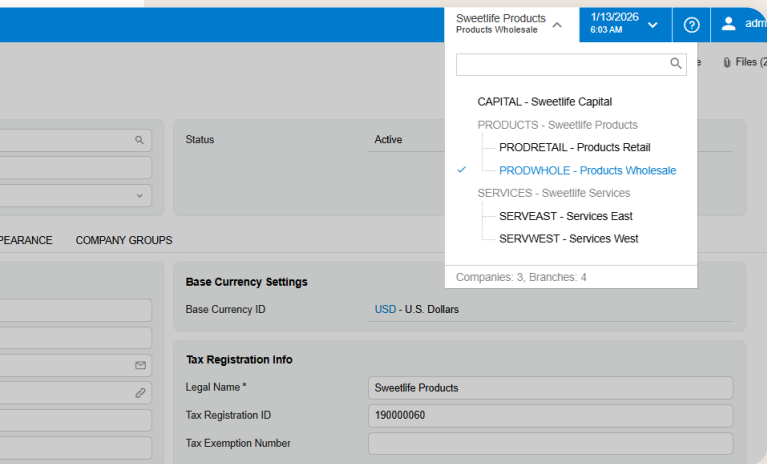 Sweetlife Products
Products Wholesale
1/13/2026
6:03 AM
adm
Files (2
CAPITAL - Sweetlife Capital
PRODUCTS - Sweetlife Products
PRODRETAIL - Products Retail
PRODWHOLE - Products Wholesale
SERVICES - Sweetlife Services
SERVEAST - Services East
SERVWEST - Services West
Companies: 3, Branches: 4
Status
Active
PEARANCE
COMPANY GROUPS
Base Currency Settings
Base Currency ID
USD - U.S. Dollars
Tax Registration Info
Legal Name *
Sweetlife Products
Tax Registration ID
190000060
Tax Exemption Number